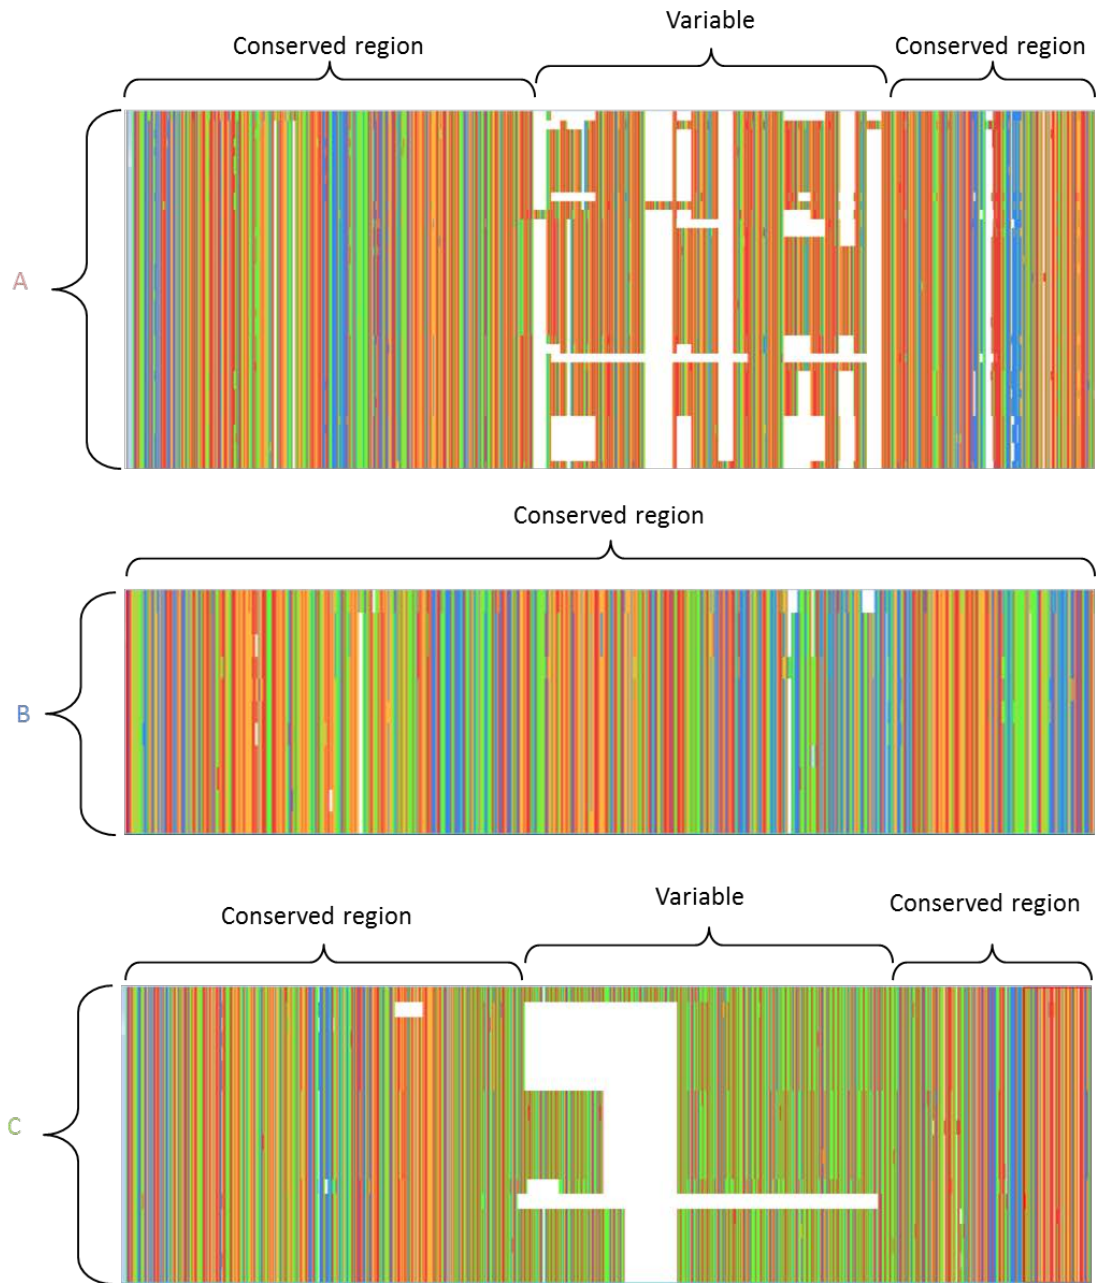 Variable
Conserved region
Conserved region
A
Conserved region
B
Variable
Conserved region
Conserved region
C